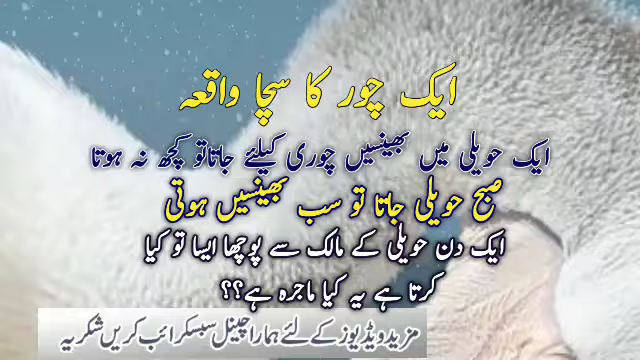 ایک چور کا سچا واقعہ
ایک حویلی میں بھینسیں چوری کیلئے جاتا تو کچھ نہ ہوتا
صبح حویلی جاتا تو سب بھینسیں ہوتی
ایک دن حویلی کے مالک سے پوچھا ایسا تو کیا
کرتا ہے یہ کیا ماجرہ ہے؟؟
مزید ویڈیوز کے لئے ہمارا چینل سبسکرائب کریں شکریہ